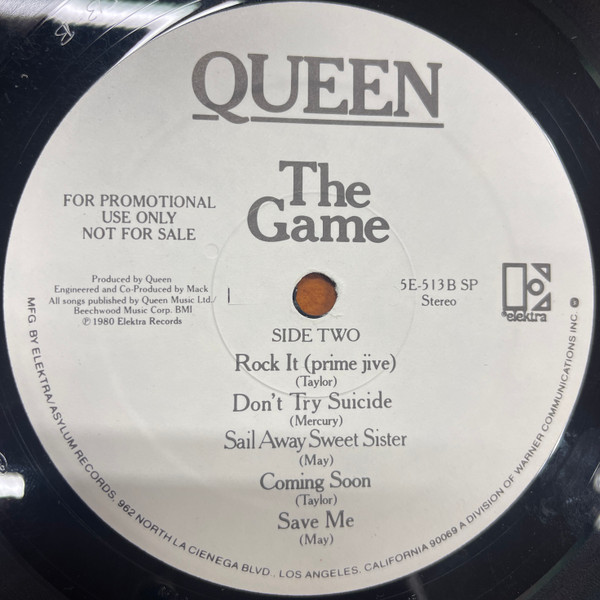 QUEEN
The
Game
FOR PROMOTIONAL
USE ONLY
NOT FOR SALE
Produced by Queen
Engineered and Co-Produced by Mack
All songs published by Queen Music Ltd./
Beechwood Music Corp. BMI
℗ 1980 Elektra Records
5E-513 B SP
Stereo
elektra
SIDE TWO
Rock It (prime jive)
(Taylor)
Don't Try Suicide
(Mercury)
Sail Away Sweet Sister
(May)
Coming Soon
(Taylor)
Save Me
(May)
MFG. BY ELEKTRA/ASYLUM RECORDS, 962 NORTH LA CIENEGA BLVD., LOS ANGELES, CALIFORNIA 90069 A DIVISION OF WARNER COMMUNICATIONS INC.